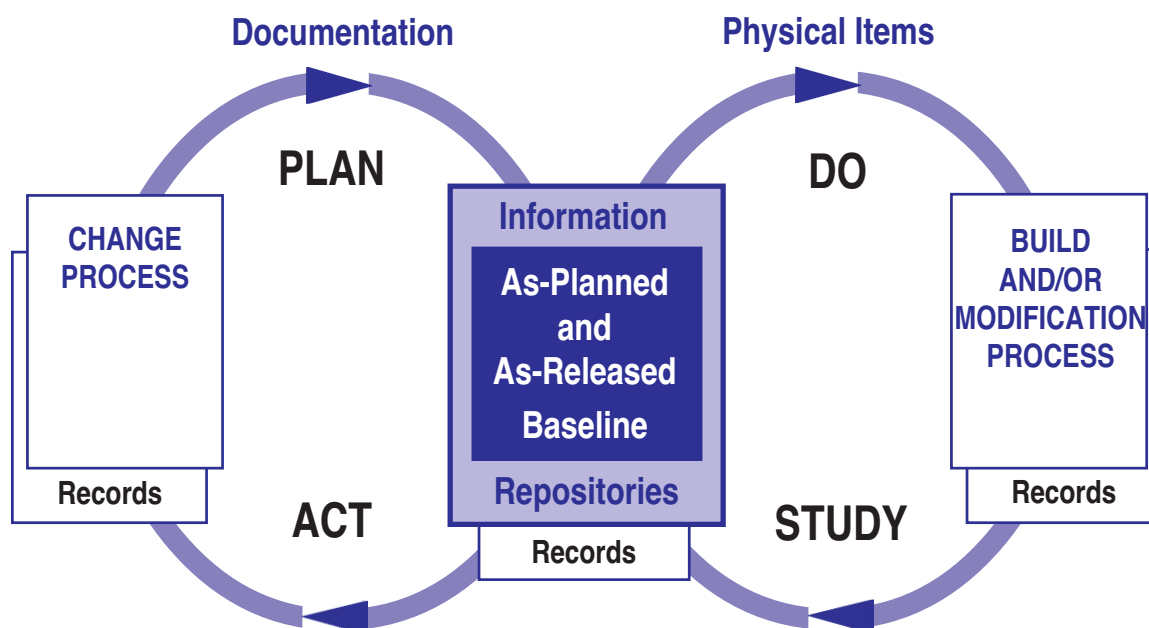 Documentation
Physical Items
PLAN
DO
CHANGE
PROCESS
Records
Information
As-Planned
and
As-Released
Baseline
Repositories
Records
BUILD
AND/OR
MODIFICATION
PROCESS
Records
ACT
STUDY